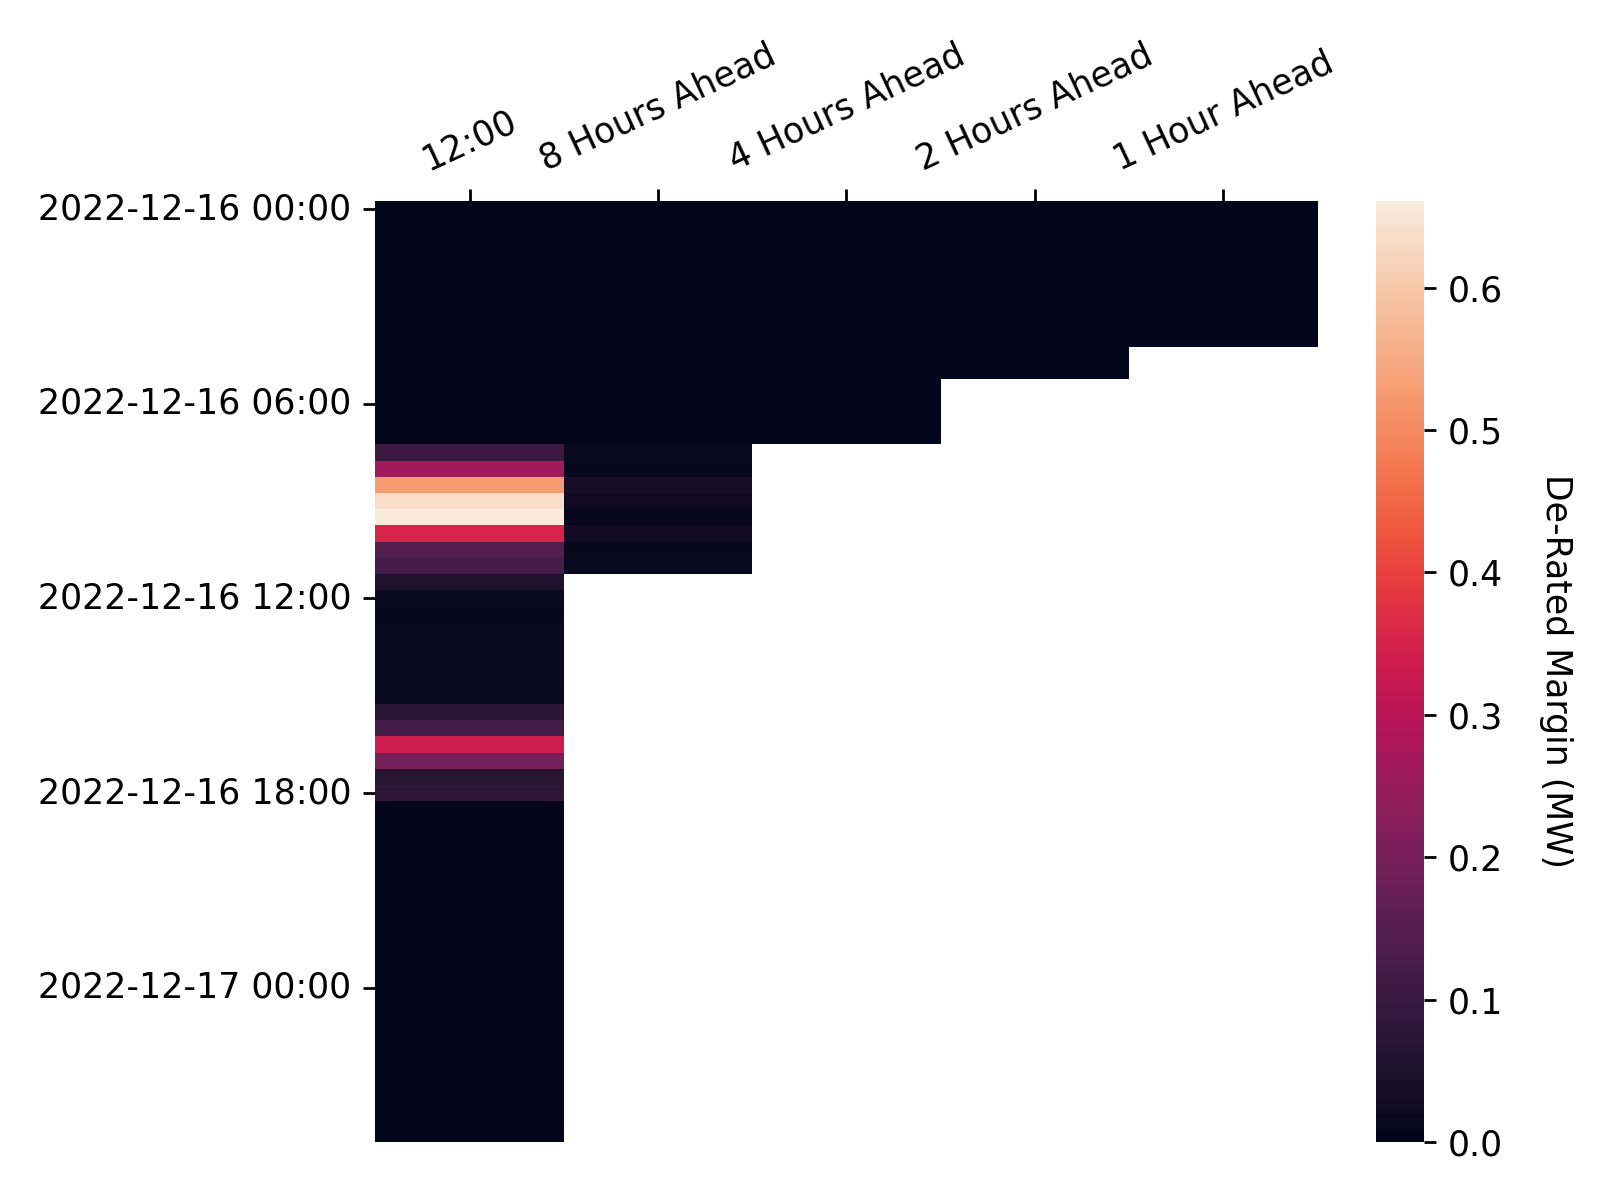 12:00
8 Hours Ahead
4 Hours Ahead
2 Hours Ahead
1 Hour Ahead
2022-12-16 00:00
2022-12-16 06:00
2022-12-16 12:00
2022-12-16 18:00
2022-12-17 00:00
0.6
0.5
0.4
0.3
0.2
0.1
0.0
De-Rated Margin (MW)